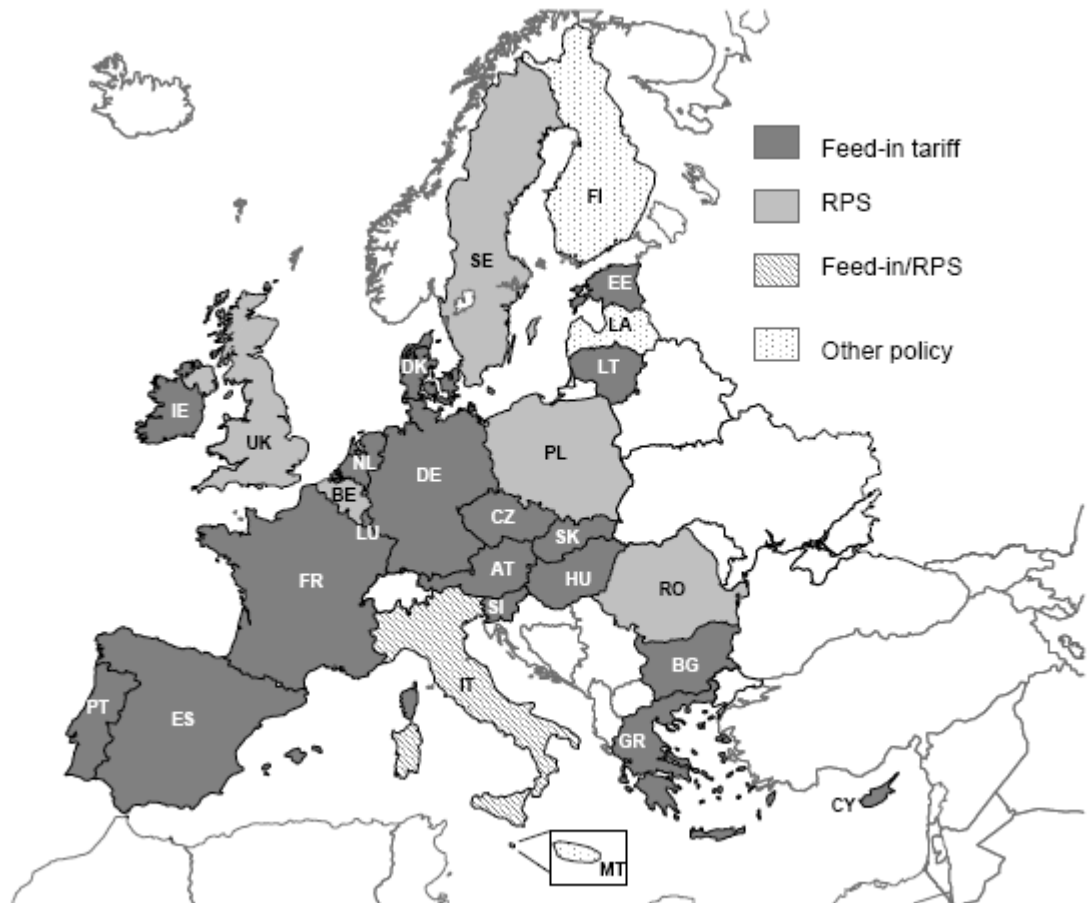 Feed-in tariff
RPS
Feed-in/RPS
Other policy
FI
SE
EE
LA
LT
DK
IE
UK
NL
DE
PL
BE
LU
CZ
SK
FR
AT
HU
SI
RO
IT
BG
PT
ES
GR
CY
MT